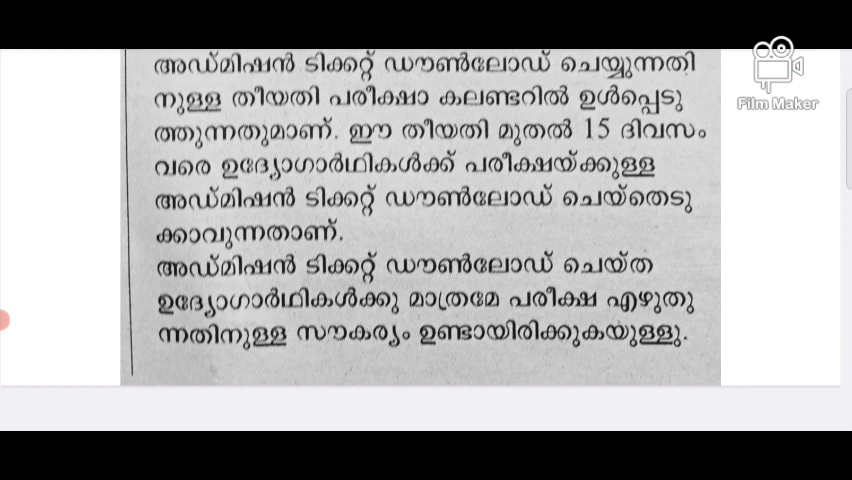 അഡ്മിഷൻ ടിക്കറ്റ് ഡൗൺലോഡ് ചെയ്യുന്നതി
നുള്ള തീയതി പരീക്ഷാ കലണ്ടറിൽ ഉൾപ്പെടു
ത്തുന്നതുമാണ്. ഈ തീയതി മുതൽ 15 ദിവസം
വരെ ഉദ്യോഗാർഥികൾക്ക് പരീക്ഷയ്ക്കുള്ള
അഡ്മിഷൻ ടിക്കറ്റ് ഡൗൺലോഡ് ചെയ്തെടു
ക്കാവുന്നതാണ്.
അഡ്മിഷൻ ടിക്കറ്റ് ഡൗൺലോഡ് ചെയ്ത
ഉദ്യോഗാർഥികൾക്കു മാത്രമേ പരീക്ഷ എഴുതു
ന്നതിനുള്ള സൗകര്യം ഉണ്ടായിരിക്കുകയുള്ളു.
Film Maker